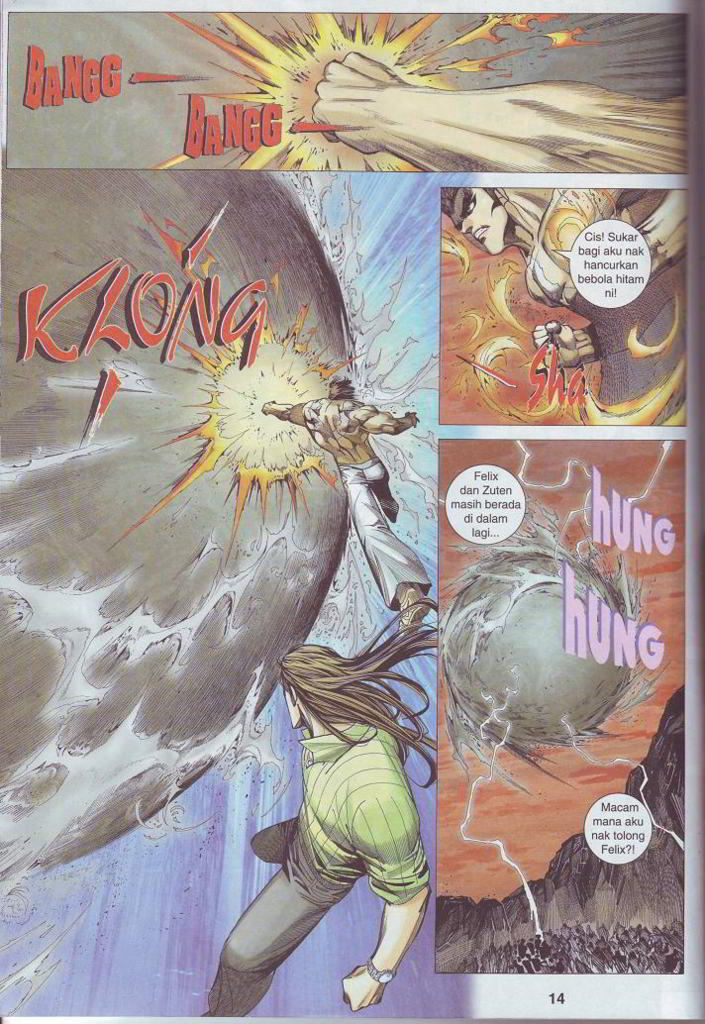 BANGG
BANGG
KLONG
Cis! Sukar
bagi aku nak
hancurkan
bebola hitam
ni!
Sha
Felix
dan Zuten
masih berada
di dalam
lagi...
hUNG
hUNG
Macam
mana aku
nak tolong
Felix?!
14